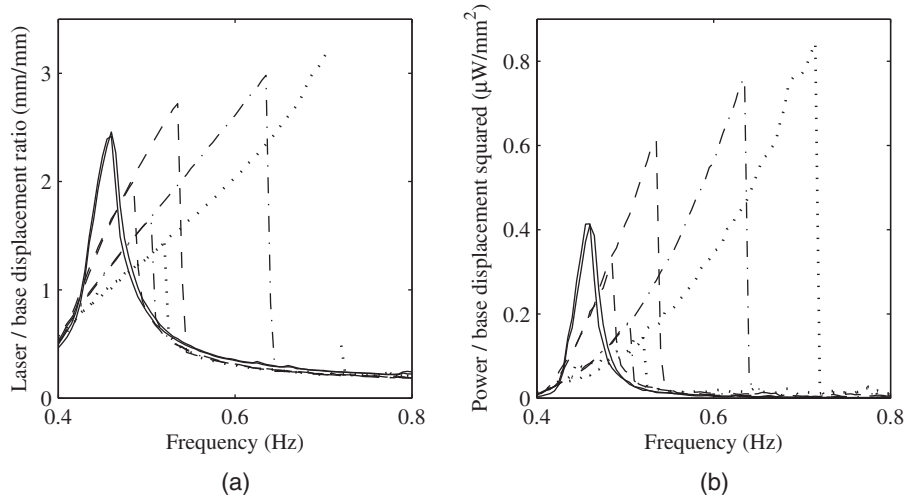 Laser / base displacement ratio (mm/mm)
3
2
1
0
0.4
0.6
0.8
Frequency (Hz)
(a)
Power / base displacement squared (μW/mm²)
0.8
0.6
0.4
0.2
0
0.4
0.6
0.8
Frequency (Hz)
(b)